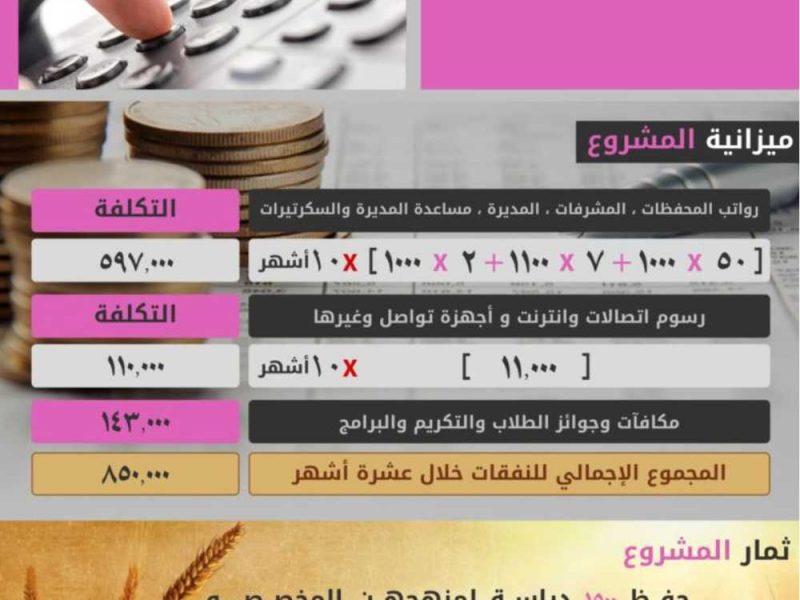 ميزانية المشروع
رواتب المحفظات ، المشرفات ، المديرة ، مساعدة المديرة والسكرتيرات
التكلفة
[ ٥٠ x ١٠٠٠ + ٧ x ١١٠٠ + ٢ x ١٠٠٠ ] x ١٠ أشهر
٥٩٧,٠٠٠
رسوم اتصالات وانترنت و أجهزة تواصل وغيرها
التكلفة
[ ١١,٠٠٠ ] x ١٠ أشهر
١١٠,٠٠٠
مكافآت وجوائز الطلاب والتكريم والبرامج
١٤٣,٠٠٠
المجموع الإجمالي للنفقات خلال عشرة أشهر
٨٥٠,٠٠٠
ثمار المشروع